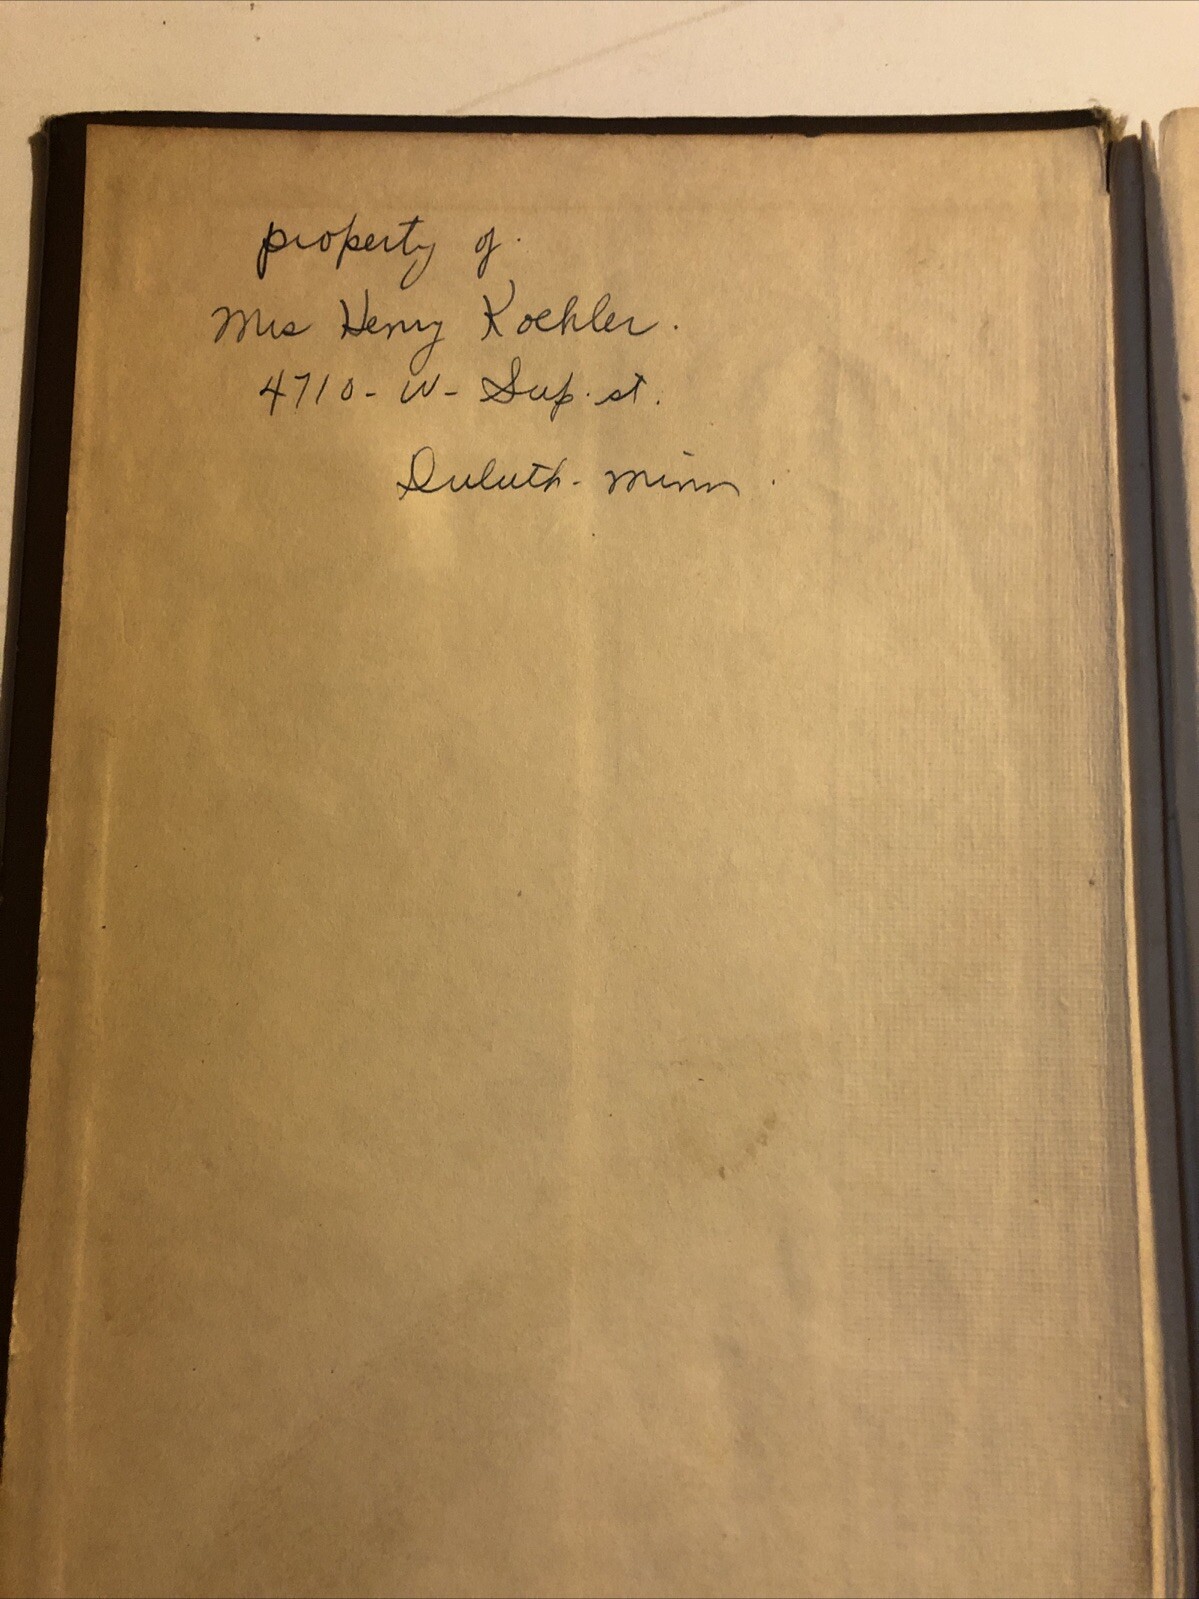 property of.
Mrs Henry Koehler.
4710- W- Sup. st.
Duluth- Minn.